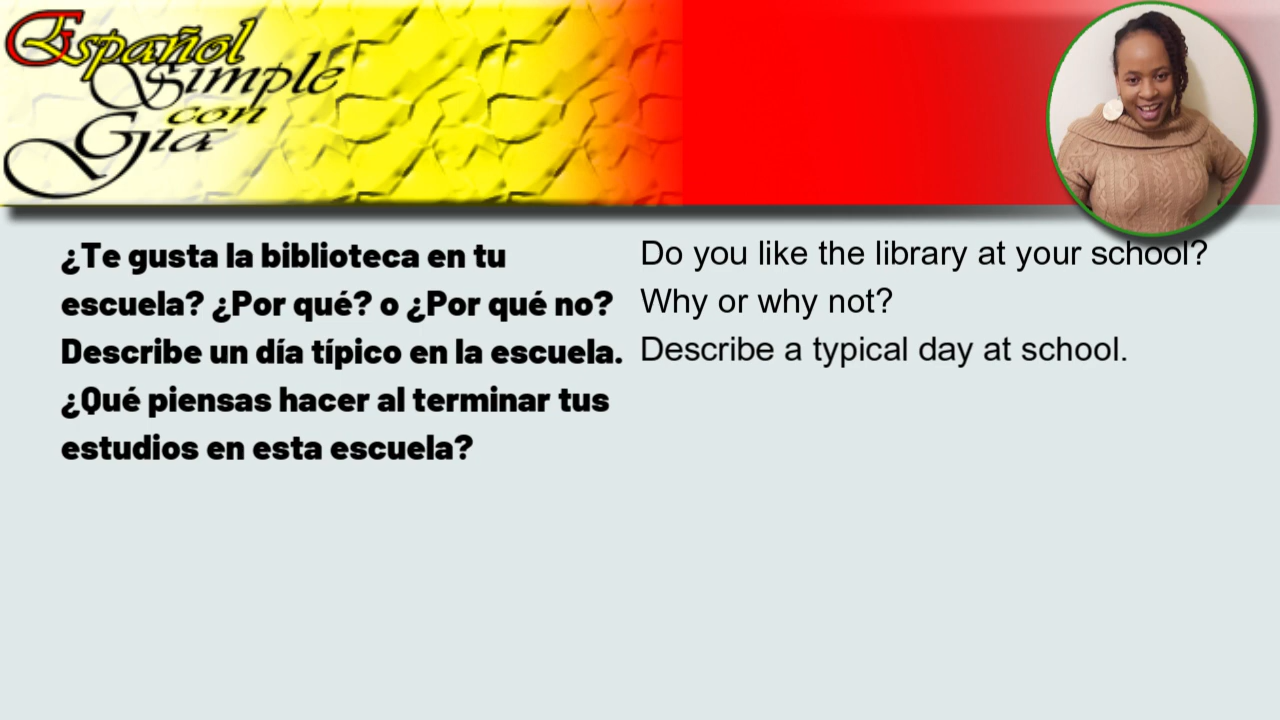 Español
Simple
con
Gia
¿Te gusta la biblioteca en tu
escuela? ¿Por qué? o ¿Por qué no?
Describe un día típico en la escuela.
¿Qué piensas hacer al terminar tus
estudios en esta escuela?
Do you like the library at your school?
Why or why not?
Describe a typical day at school.